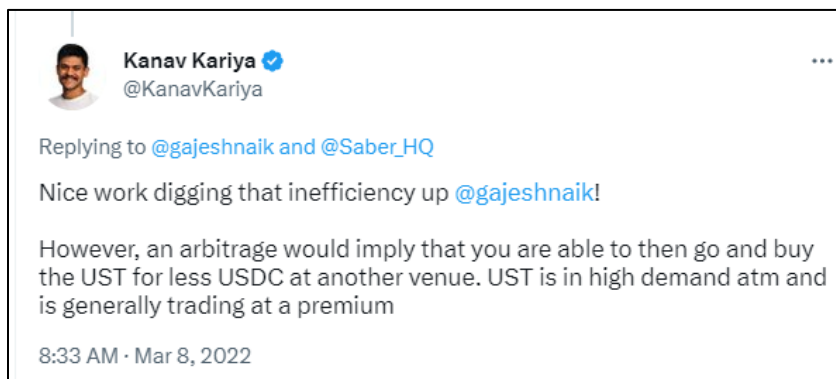 Kanav Kariya
@KanavKariya
Replying to @gajeshnaik and @Saber_HQ
Nice work digging that inefficiency up @gajeshnaik!
However, an arbitrage would imply that you are able to then go and buy
the UST for less USDC at another venue. UST is in high demand atm and
is generally trading at a premium
8:33 AM · Mar 8, 2022